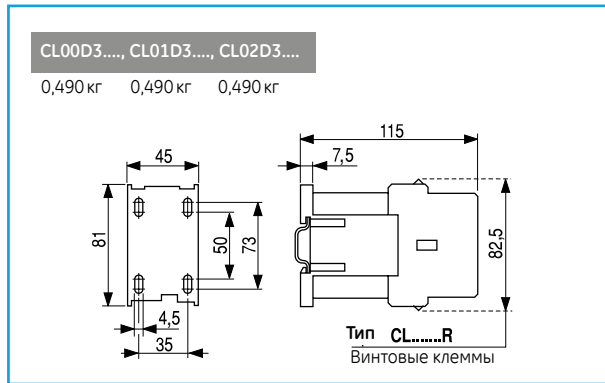 CL00D3...., CL01D3...., CL02D3....
0,490 кг 0,490 кг 0,490 кг
115
45
7,5
81
50
73
82,5
4,5
35
Тип CL.......R
Винтовые клеммы